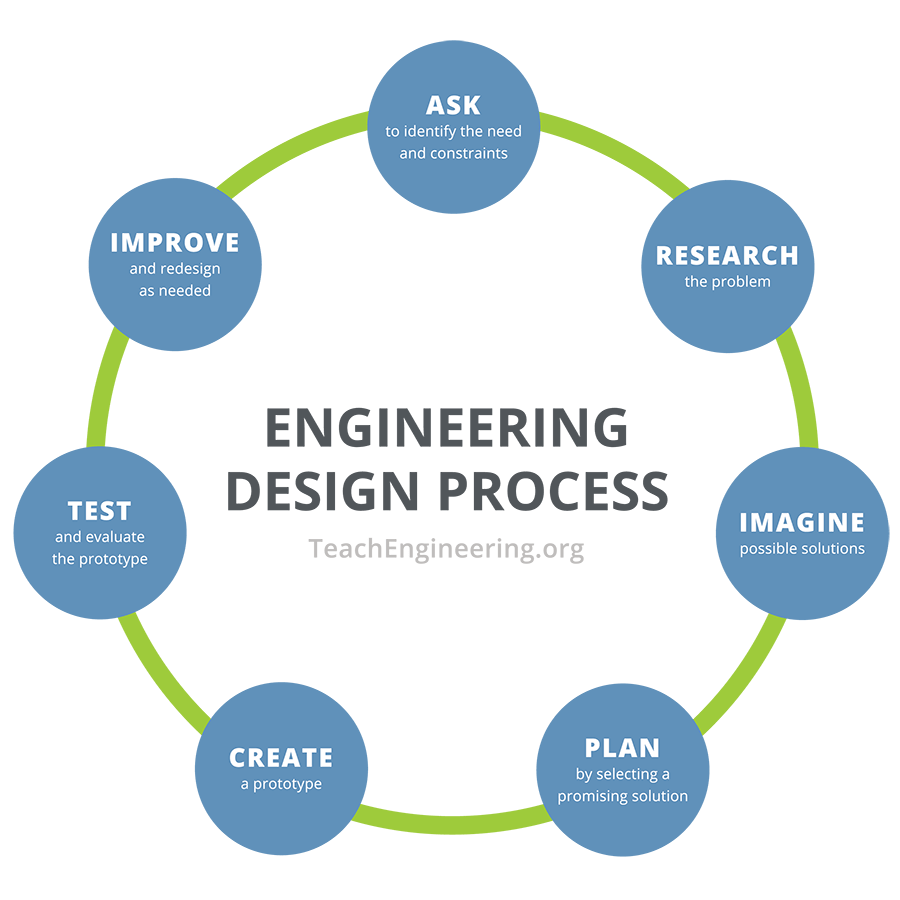 ASK
to identify the need
and constraints
RESEARCH
the problem
IMAGINE
possible solutions
PLAN
by selecting a
promising solution
CREATE
a prototype
TEST
and evaluate
the prototype
IMPROVE
and redesign
as needed
ENGINEERING
DESIGN PROCESS
TeachEngineering.org